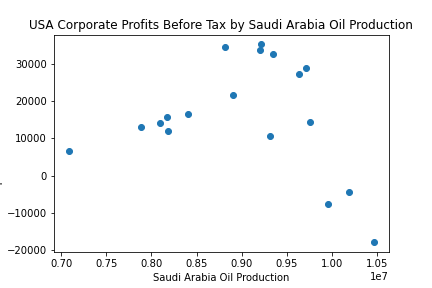 USA Corporate Profits Before Tax by Saudi Arabia Oil Production
30000
20000
10000
0
−10000
−20000
0.70 0.75 0.80 0.85 0.90 0.95 1.00 1.05
1e7
Saudi Arabia Oil Production